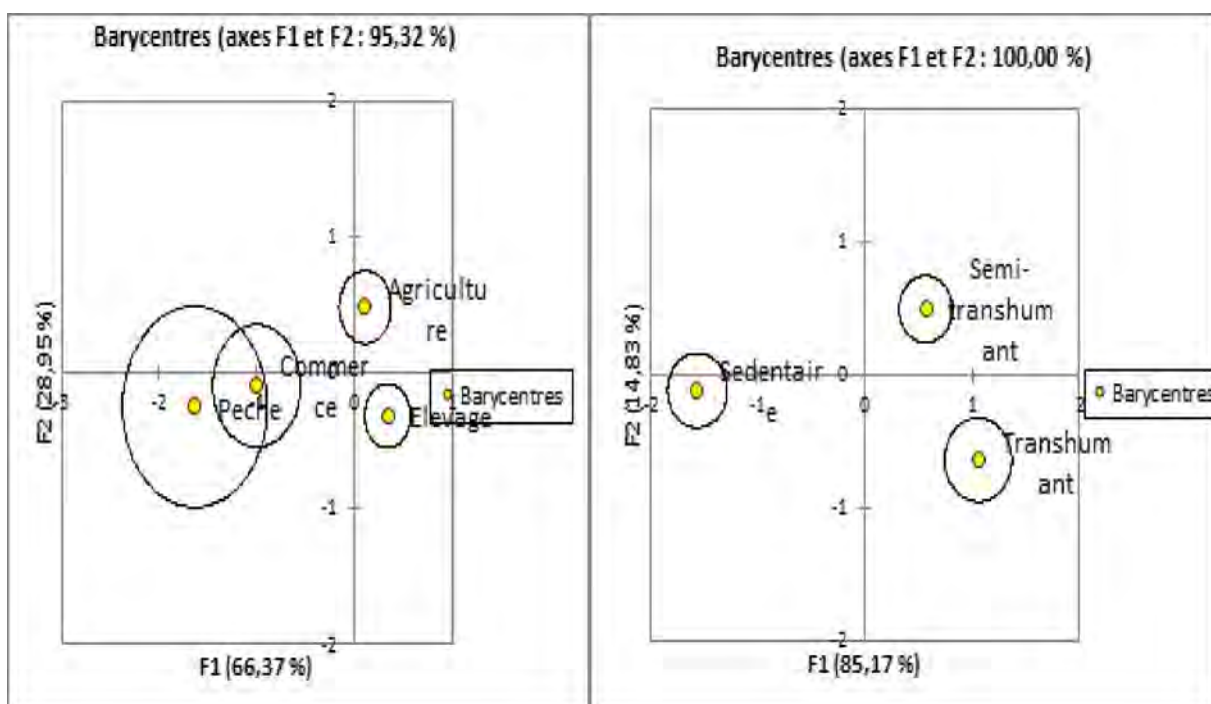 Barycentres (axes F1 et F2 : 95,32 %)
2
1
Agricultu
re
Commer
ce
Peche
Elevage
-3
-2
0
-1
-2
F2 (28,95 %)
F1 (66,37 %)
Barycentres
Barycentres (axes F1 et F2 : 100,00 %)
2
1
Semi-
transhum
ant
0
Sedentair
e
Transhum
ant
-2
-1
0
1
2
-1
-2
F2 (14,83 %)
F1 (85,17 %)
Barycentres